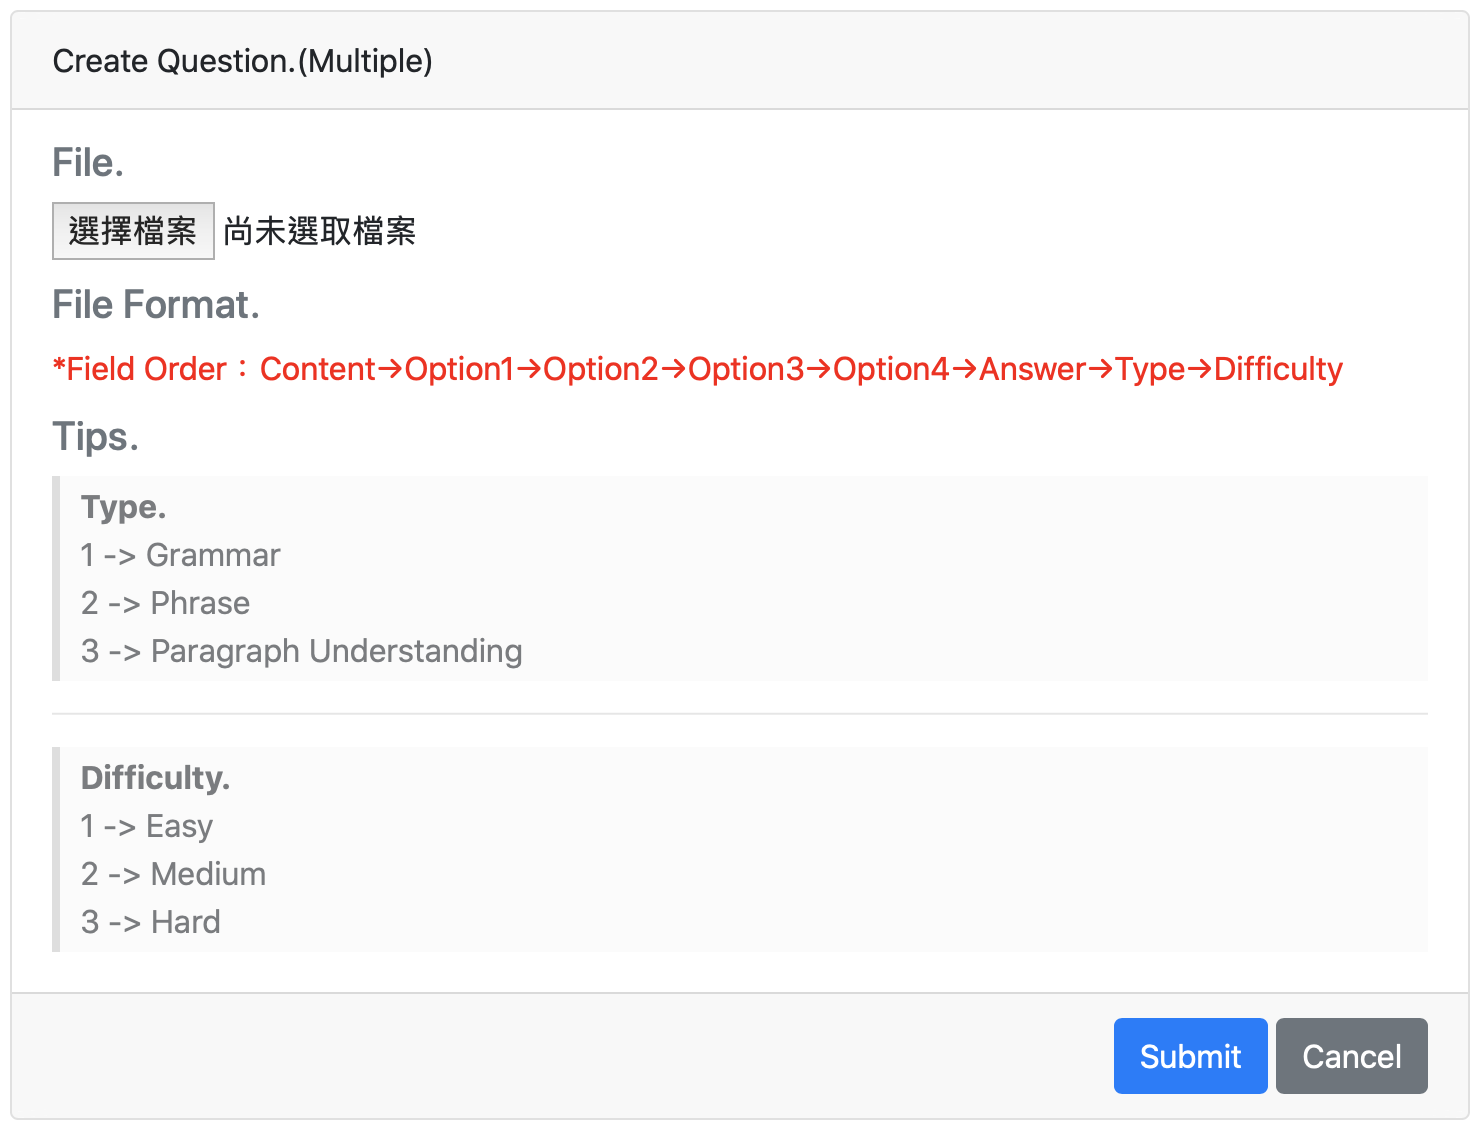 Create Question.(Multiple)
File.
選擇檔案 尚未選取檔案
File Format.
*Field Order：Content→Option1→Option2→Option3→Option4→Answer→Type→Difficulty
Tips.
Type.
1 -> Grammar
2 -> Phrase
3 -> Paragraph Understanding
Difficulty.
1 -> Easy
2 -> Medium
3 -> Hard
Submit Cancel